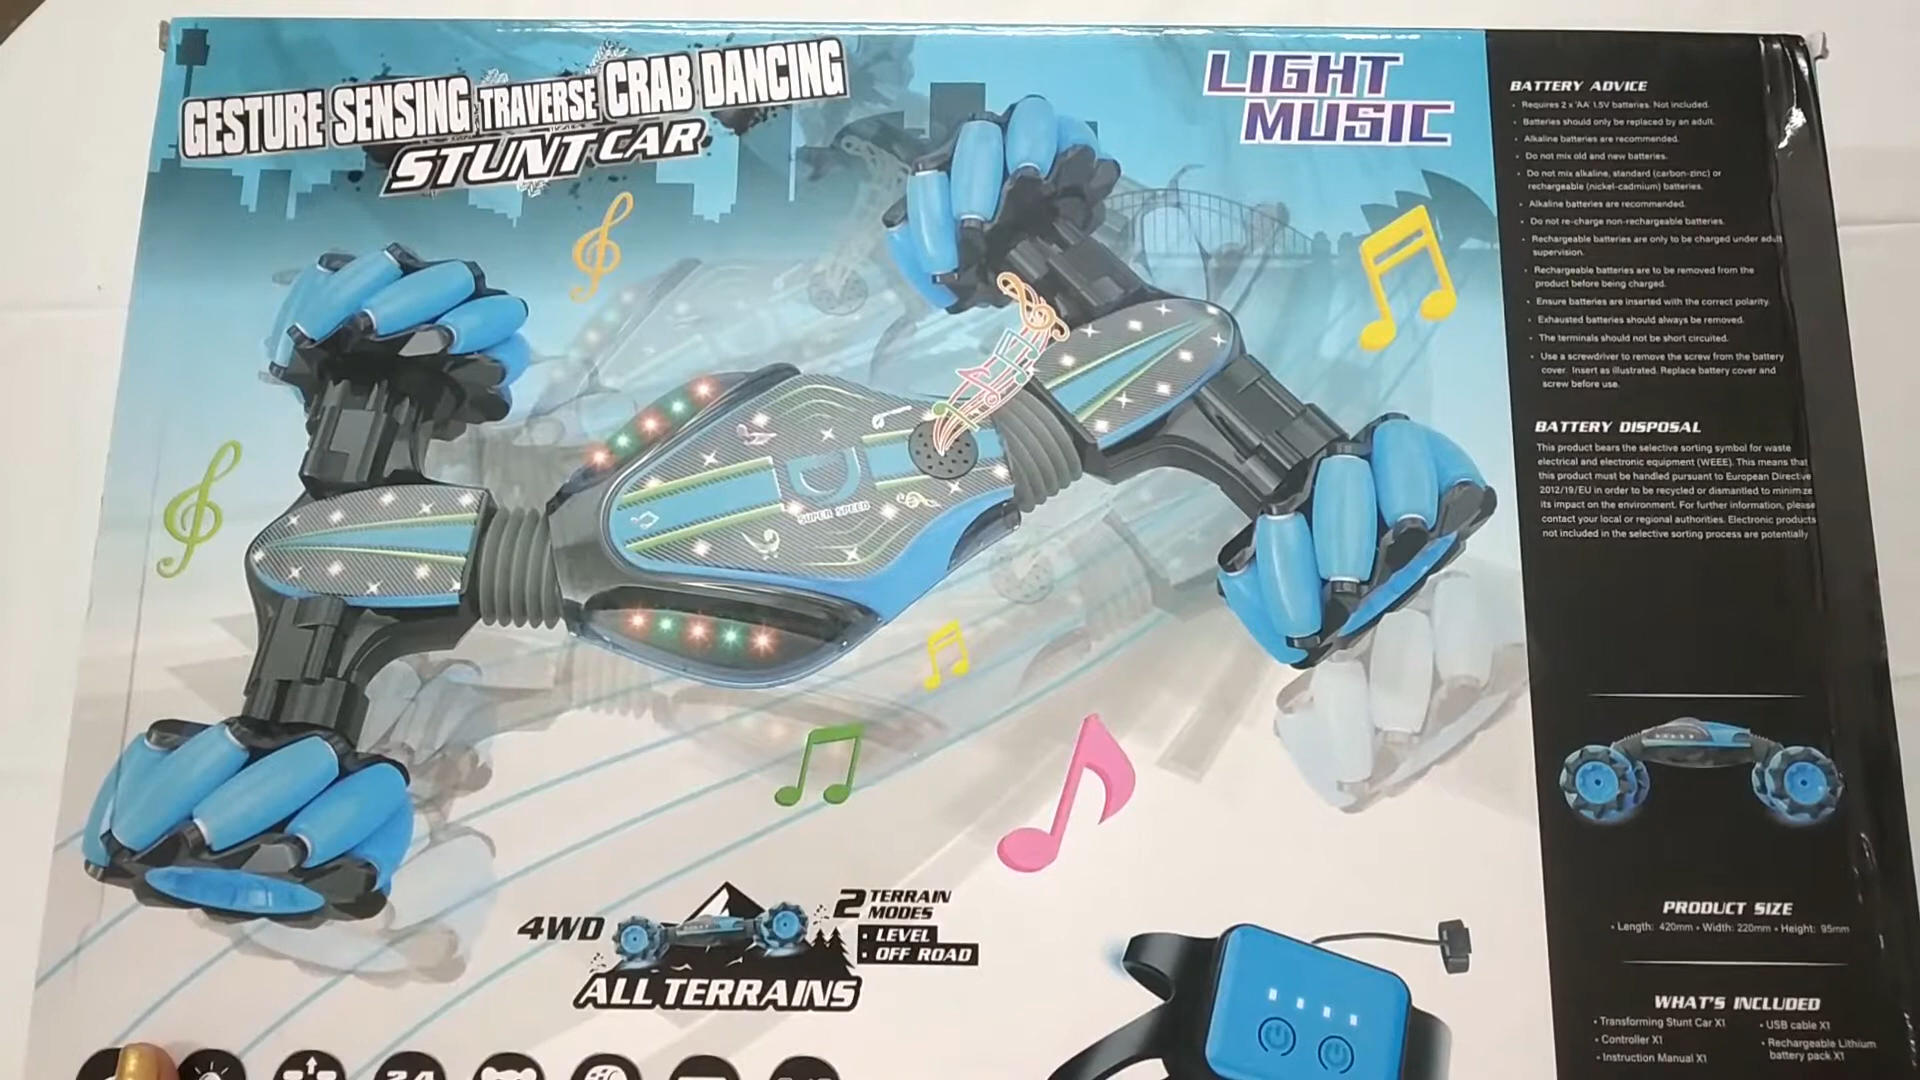 GESTURE SENSING TRAVERSE CRAB DANCING
STUNT CAR
LIGHT
MUSIC
SUPER SPEED
4WD
2 TERRAIN
MODES
• LEVEL
• OFF ROAD
ALL TERRAINS
2.4
BATTERY ADVICE
• Requires 2 x 'AA' 1.5V batteries. Not included.
• Batteries should only be replaced by an adult.
• Alkaline batteries are recommended.
• Do not mix old and new batteries.
• Do not mix alkaline, standard (carbon-zinc) or
rechargeable (nickel-cadmium) batteries.
• Alkaline batteries are recommended.
• Do not re-charge non-rechargeable batteries.
• Rechargeable batteries are only to be charged under adult
supervision.
• Rechargeable batteries are to be removed from the
product before being charged.
• Ensure batteries are inserted with the correct polarity.
• Exhausted batteries should always be removed.
• The terminals should not be short circuited.
• Use a screwdriver to remove the screw from the battery
cover. Insert as illustrated. Replace battery cover and
screw before use.
BATTERY DISPOSAL
This product bears the selective sorting symbol for waste
electrical and electronic equipment (WEEE). This means that
this product must be handled pursuant to European Directive
2012/19/EU in order to be recycled or dismantled to minimize
its impact on the environment. For further information, please
contact your local or regional authorities. Electronic products
not included in the selective sorting process are potentially
PRODUCT SIZE
• Length: 420mm • Width: 220mm • Height: 95mm
WHAT'S INCLUDED
• Transforming Stunt Car X1
• Controller X1
• Instruction Manual X1
• USB cable X1
• Rechargeable Lithium
battery pack X1